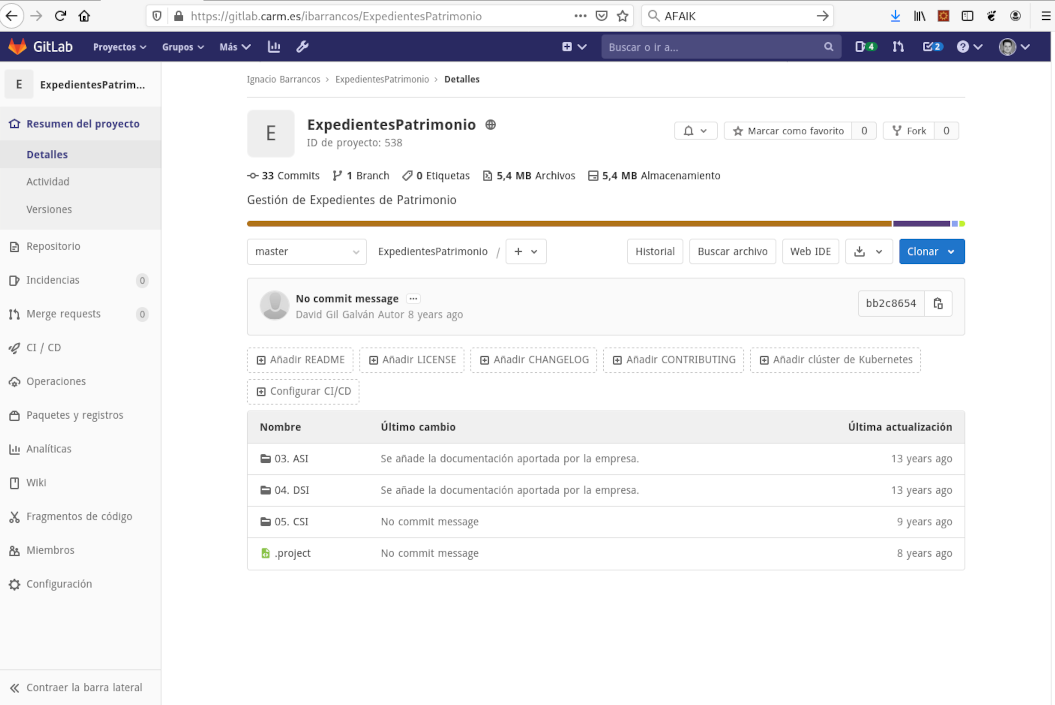 https://gitlab.carm.es/ibarrancos/ExpedientesPatrimonio
AFAIK
GitLab
Proyectos
Grupos
Más
Buscar o ir a...
4
2
E
ExpedientesPatrim...
Resumen del proyecto
Detalles
Actividad
Versiones
Repositorio
Incidencias 0
Merge requests 0
CI / CD
Operaciones
Paquetes y registros
Analíticas
Wiki
Fragmentos de código
Miembros
Configuración
Contraer la barra lateral
Ignacio Barrancos › ExpedientesPatrimonio › Detalles
E
ExpedientesPatrimonio
ID de proyecto: 538
Marcar como favorito 0
Fork 0
33 Commits 1 Branch 0 Etiquetas 5,4 MB Archivos 5,4 MB Almacenamiento
Gestión de Expedientes de Patrimonio
master
ExpedientesPatrimonio / +
Historial
Buscar archivo
Web IDE
Clonar
No commit message ...
David Gil Galván Autor 8 years ago
bb2c8654
Añadir README
Añadir LICENSE
Añadir CHANGELOG
Añadir CONTRIBUTING
Añadir clúster de Kubernetes
Configurar CI/CD
Nombre Último cambio Última actualización
03. ASI Se añade la documentación aportada por la empresa. 13 years ago
04. DSI Se añade la documentación aportada por la empresa. 13 years ago
05. CSI No commit message 9 years ago
.project No commit message 8 years ago